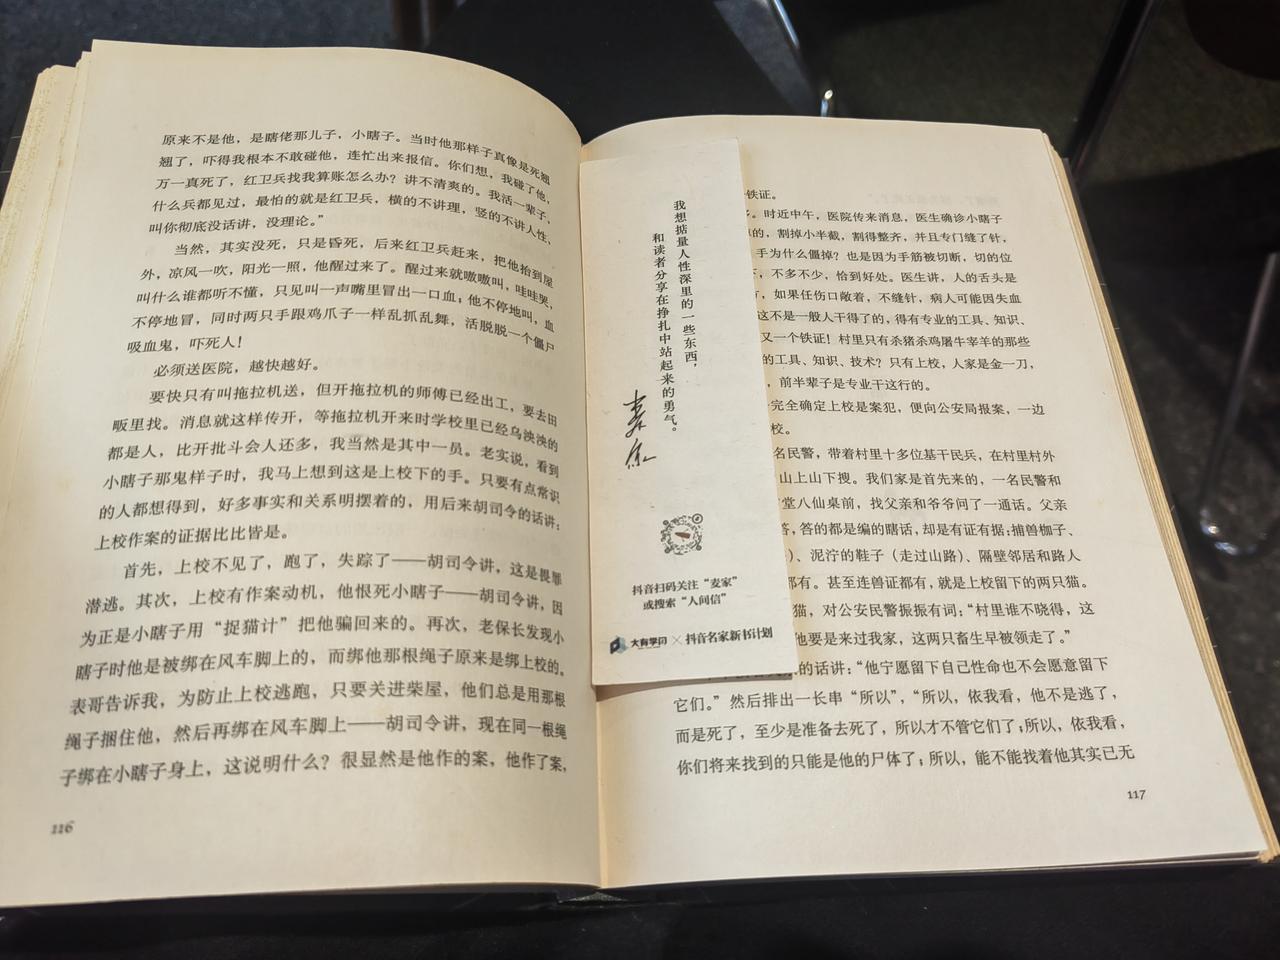 原来不是他，是瞎佬那儿子，小瞎子。当时他那样子真像是死翘
翘了，吓得我根本不敢碰他，连忙出来报信。你们想，我碰了他，
万一真死了，红卫兵找我算账怎么办？讲不清爽的。我活一辈子，
什么兵都见过，最怕的就是红卫兵，横的不讲理，竖的不讲人性，
叫你彻底没话讲，没理论。”
当然，其实没死，只是昏死，后来红卫兵赶来，把他抬到屋
外，凉风一吹，阳光一照，他醒过来了。醒过来就嗷嗷叫，哇哇哭，
叫什么谁都听不懂，只见叫一声嘴里冒出一口血；他不停地叫，血
不停地冒，同时两只手跟鸡爪子一样乱抓乱舞，活脱脱一个僵尸
吸血鬼，吓死人！
必须送医院，越快越好。
要快只有叫拖拉机送，但开拖拉机的师傅已经出工，要去田
畈里找。消息就这样传开，等拖拉机开来时学校里已经乌泱泱的
都是人，比开批斗会人还多，我当然是其中一员。老实说，看到
小瞎子那鬼样子时，我马上想到这是上校下的手。只要有点常识
的人都想得到，好多事实和关系明摆着的，用后来胡司令的话讲：
上校作案的证据比比皆是。
首先，上校不见了，跑了，失踪了——胡司令讲，这是畏罪
潜逃。其次，上校有作案动机，他恨死小瞎子——胡司令讲，因
为正是小瞎子用“捉猫计”把他骗回来的。再次，老保长发现小
瞎子时他是被绑在风车脚上的，而绑他那根绳子原来是绑上校的。
表哥告诉我，为防止上校逃跑，只要关进柴屋，他们总是用那根
绳子捆住他，然后再绑在风车脚上——胡司令讲，现在同一根绳
子绑在小瞎子身上，这说明什么？很显然是他作的案，他作了案，
116
我想掂量人性深里的一些东西，
和读者分享在挣扎中站起来的勇气。
麦家
抖音扫码关注“麦家”
或搜索“人间信”
大有学问 × 抖音名家新书计划
铁证。
。时近中午，医院传来消息，医生确诊小瞎子
的，割掉小半截，割得整齐，并且专门缝了针，
手为什么僵掉？也是因为手筋被切断，切的位
，不多不少，恰到好处。医生讲，人的舌头是
，如果任伤口敞着，不缝针，病人可能因失血
这不是一般人干得了的，得有专业的工具、知识、
又一个铁证！村里只有杀猪杀鸡屠牛宰羊的那些
的工具、知识、技术？只有上校，人家是金一刀，
，前半辈子是专业干这行的。
完全确定上校是案犯，便向公安局报案，一边
校。
名民警，带着村里十多位基干民兵，在村里村外
山上山下搜。我们家是首先来的，一名民警和
堂八仙桌前，找父亲和爷爷问了一通话。父亲
答，答的都是编的瞎话，却是有证有据：捕兽枷子、
）、泥泞的鞋子（走过山路）、隔壁邻居和路人
都有。甚至连兽证都有，就是上校留下的两只猫。
猫，对公安民警振振有词：“村里谁不晓得，这
他要是来过我家，这两只畜生早被领走了。”
的话讲：“他宁愿留下自己性命也不会愿意留下
它们。”然后排出一长串“所以”，“所以，依我看，他不是逃了，
而是死了，至少是准备去死了，所以才不管它们了；所以，依我看，
你们将来找到的只能是他的尸体了；所以，能不能找着他其实已无
117